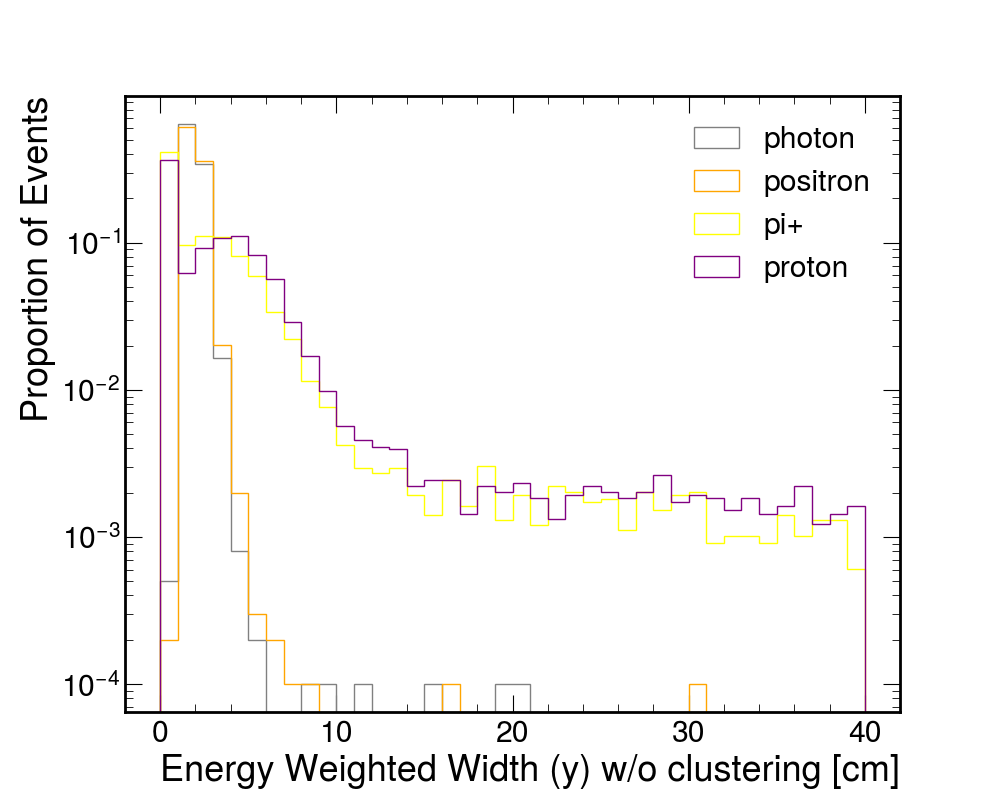 Proportion of Events
10⁻¹
10⁻²
10⁻³
10⁻⁴
photon
positron
pi+
proton
0 10 20 30 40
Energy Weighted Width (y) w/o clustering [cm]